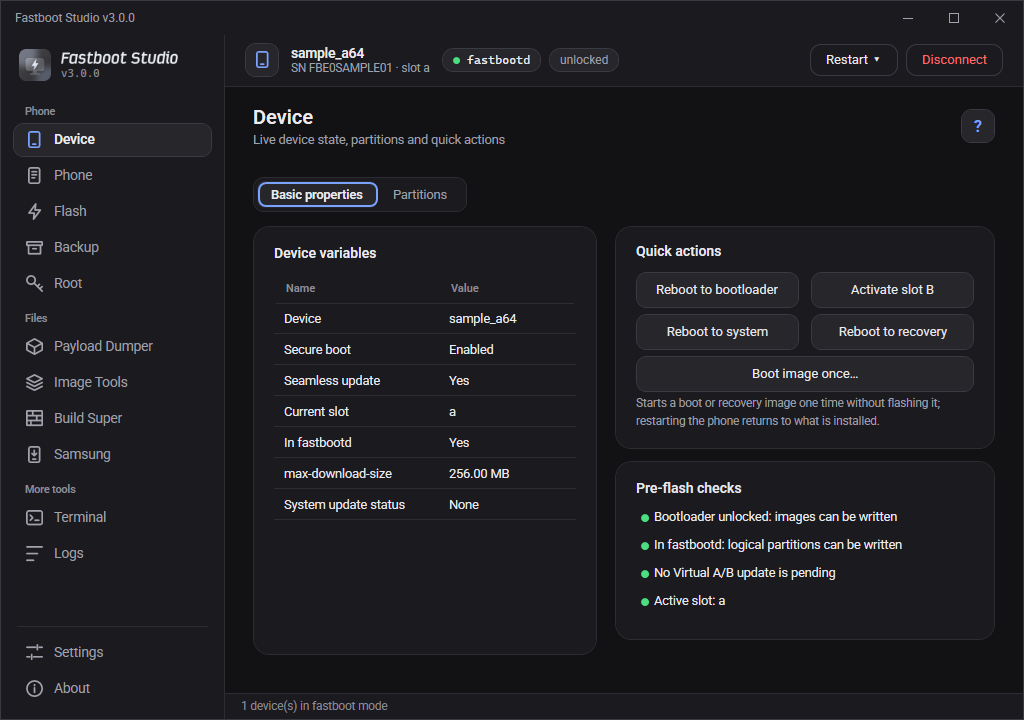 Fastboot Studio v3.0.0
Fastboot Studio
v3.0.0
Phone
Device
Phone
Flash
Backup
Root
Files
Payload Dumper
Image Tools
Build Super
Samsung
More tools
Terminal
Logs
Settings
About
sample_a64
SN FBE0SAMPLE01 · slot a
fastbootd
unlocked
Restart ▾
Disconnect
Device
Live device state, partitions and quick actions
?
Basic properties
Partitions
Device variables
Name Value
Device sample_a64
Secure boot Enabled
Seamless update Yes
Current slot a
In fastbootd Yes
max-download-size 256.00 MB
System update status None
Quick actions
Reboot to bootloader
Activate slot B
Reboot to system
Reboot to recovery
Boot image once…
Starts a boot or recovery image one time without flashing it;
restarting the phone returns to what is installed.
Pre-flash checks
Bootloader unlocked: images can be written
In fastbootd: logical partitions can be written
No Virtual A/B update is pending
Active slot: a
1 device(s) in fastboot mode